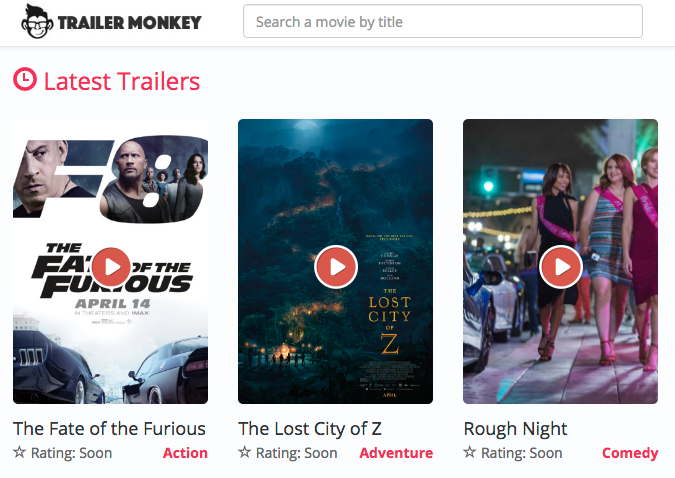 TRAILER MONKEY
Search a movie by title
Latest Trailers
F8
THE
FATE OF THE
FURIOUS
APRIL 14
IN THEATERS AND IMAX
THE
LOST
CITY
OF
Z
APRIL
The Fate of the Furious
The Lost City of Z
Rough Night
Rating: Soon
Action
Rating: Soon
Adventure
Rating: Soon
Comedy